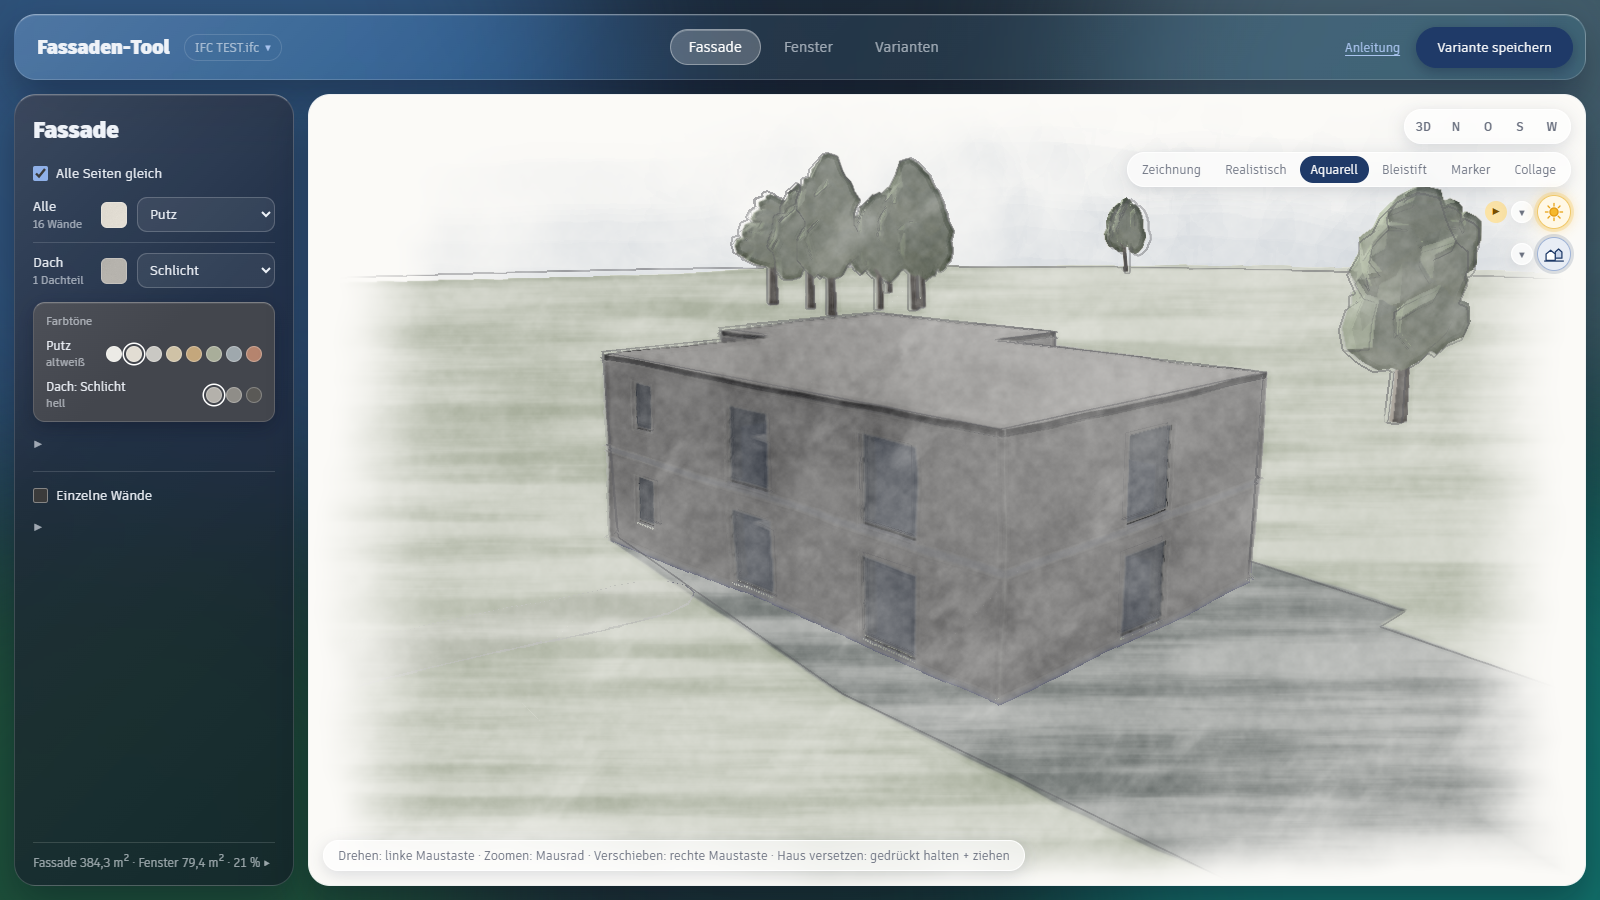 Fassaden-Tool
IFC TEST.ifc ▾
Fassade
Fenster
Varianten
Anleitung
Variante speichern
Fassade
Alle Seiten gleich
Alle
16 Wände
Putz
Dach
1 Dachteil
Schlicht
Farbtöne
Putz
altweiß
Dach: Schlicht
hell
Einzelne Wände
Fassade 384,3 m² · Fenster 79,4 m² · 21 % ▸
3D N O S W
Zeichnung Realistisch Aquarell Bleistift Marker Collage
Drehen: linke Maustaste · Zoomen: Mausrad · Verschieben: rechte Maustaste · Haus versetzen: gedrückt halten + ziehen